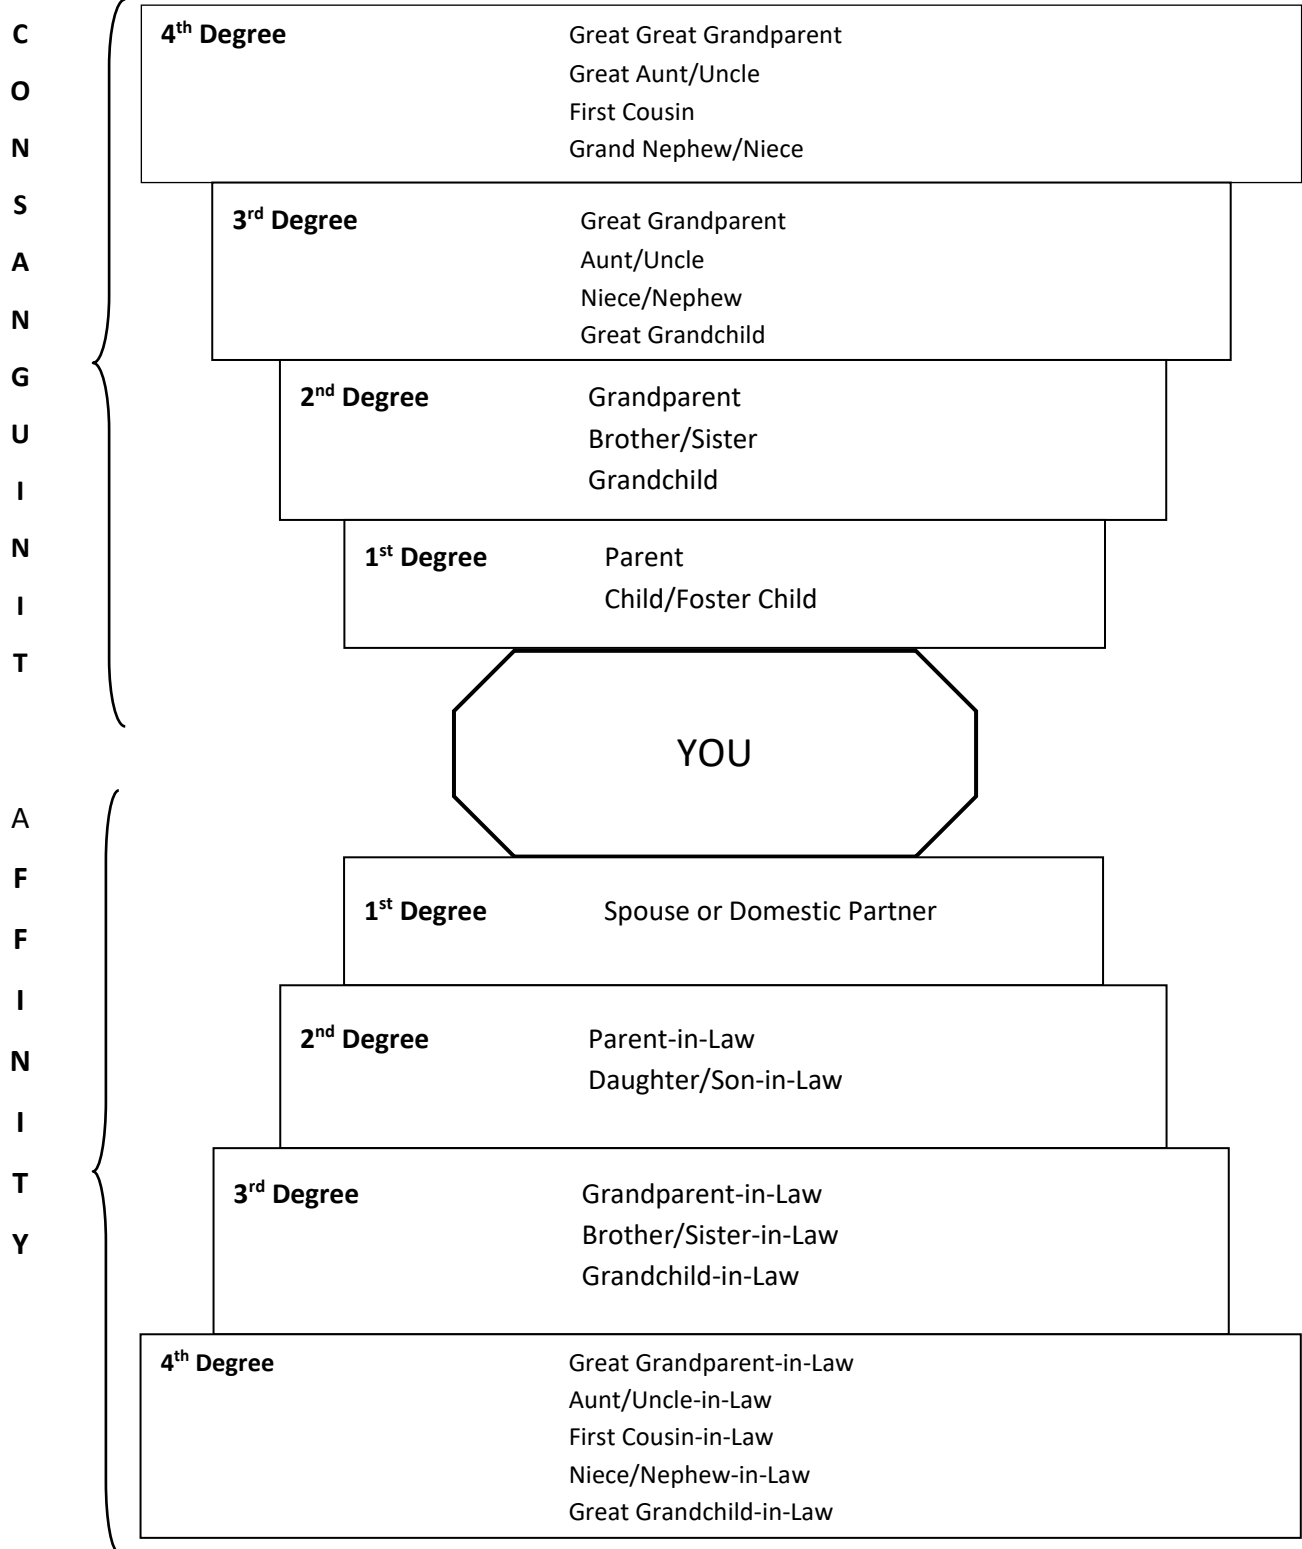 C
O
N
S
A
N
G
U
I
N
I
T
4th Degree
Great Great Grandparent
Great Aunt/Uncle
First Cousin
Grand Nephew/Niece
3rd Degree
Great Grandparent
Aunt/Uncle
Niece/Nephew
Great Grandchild
2nd Degree
Grandparent
Brother/Sister
Grandchild
1st Degree
Parent
Child/Foster Child
YOU
A
F
F
I
N
I
T
Y
1st Degree
Spouse or Domestic Partner
2nd Degree
Parent-in-Law
Daughter/Son-in-Law
3rd Degree
Grandparent-in-Law
Brother/Sister-in-Law
Grandchild-in-Law
4th Degree
Great Grandparent-in-Law
Aunt/Uncle-in-Law
First Cousin-in-Law
Niece/Nephew-in-Law
Great Grandchild-in-Law